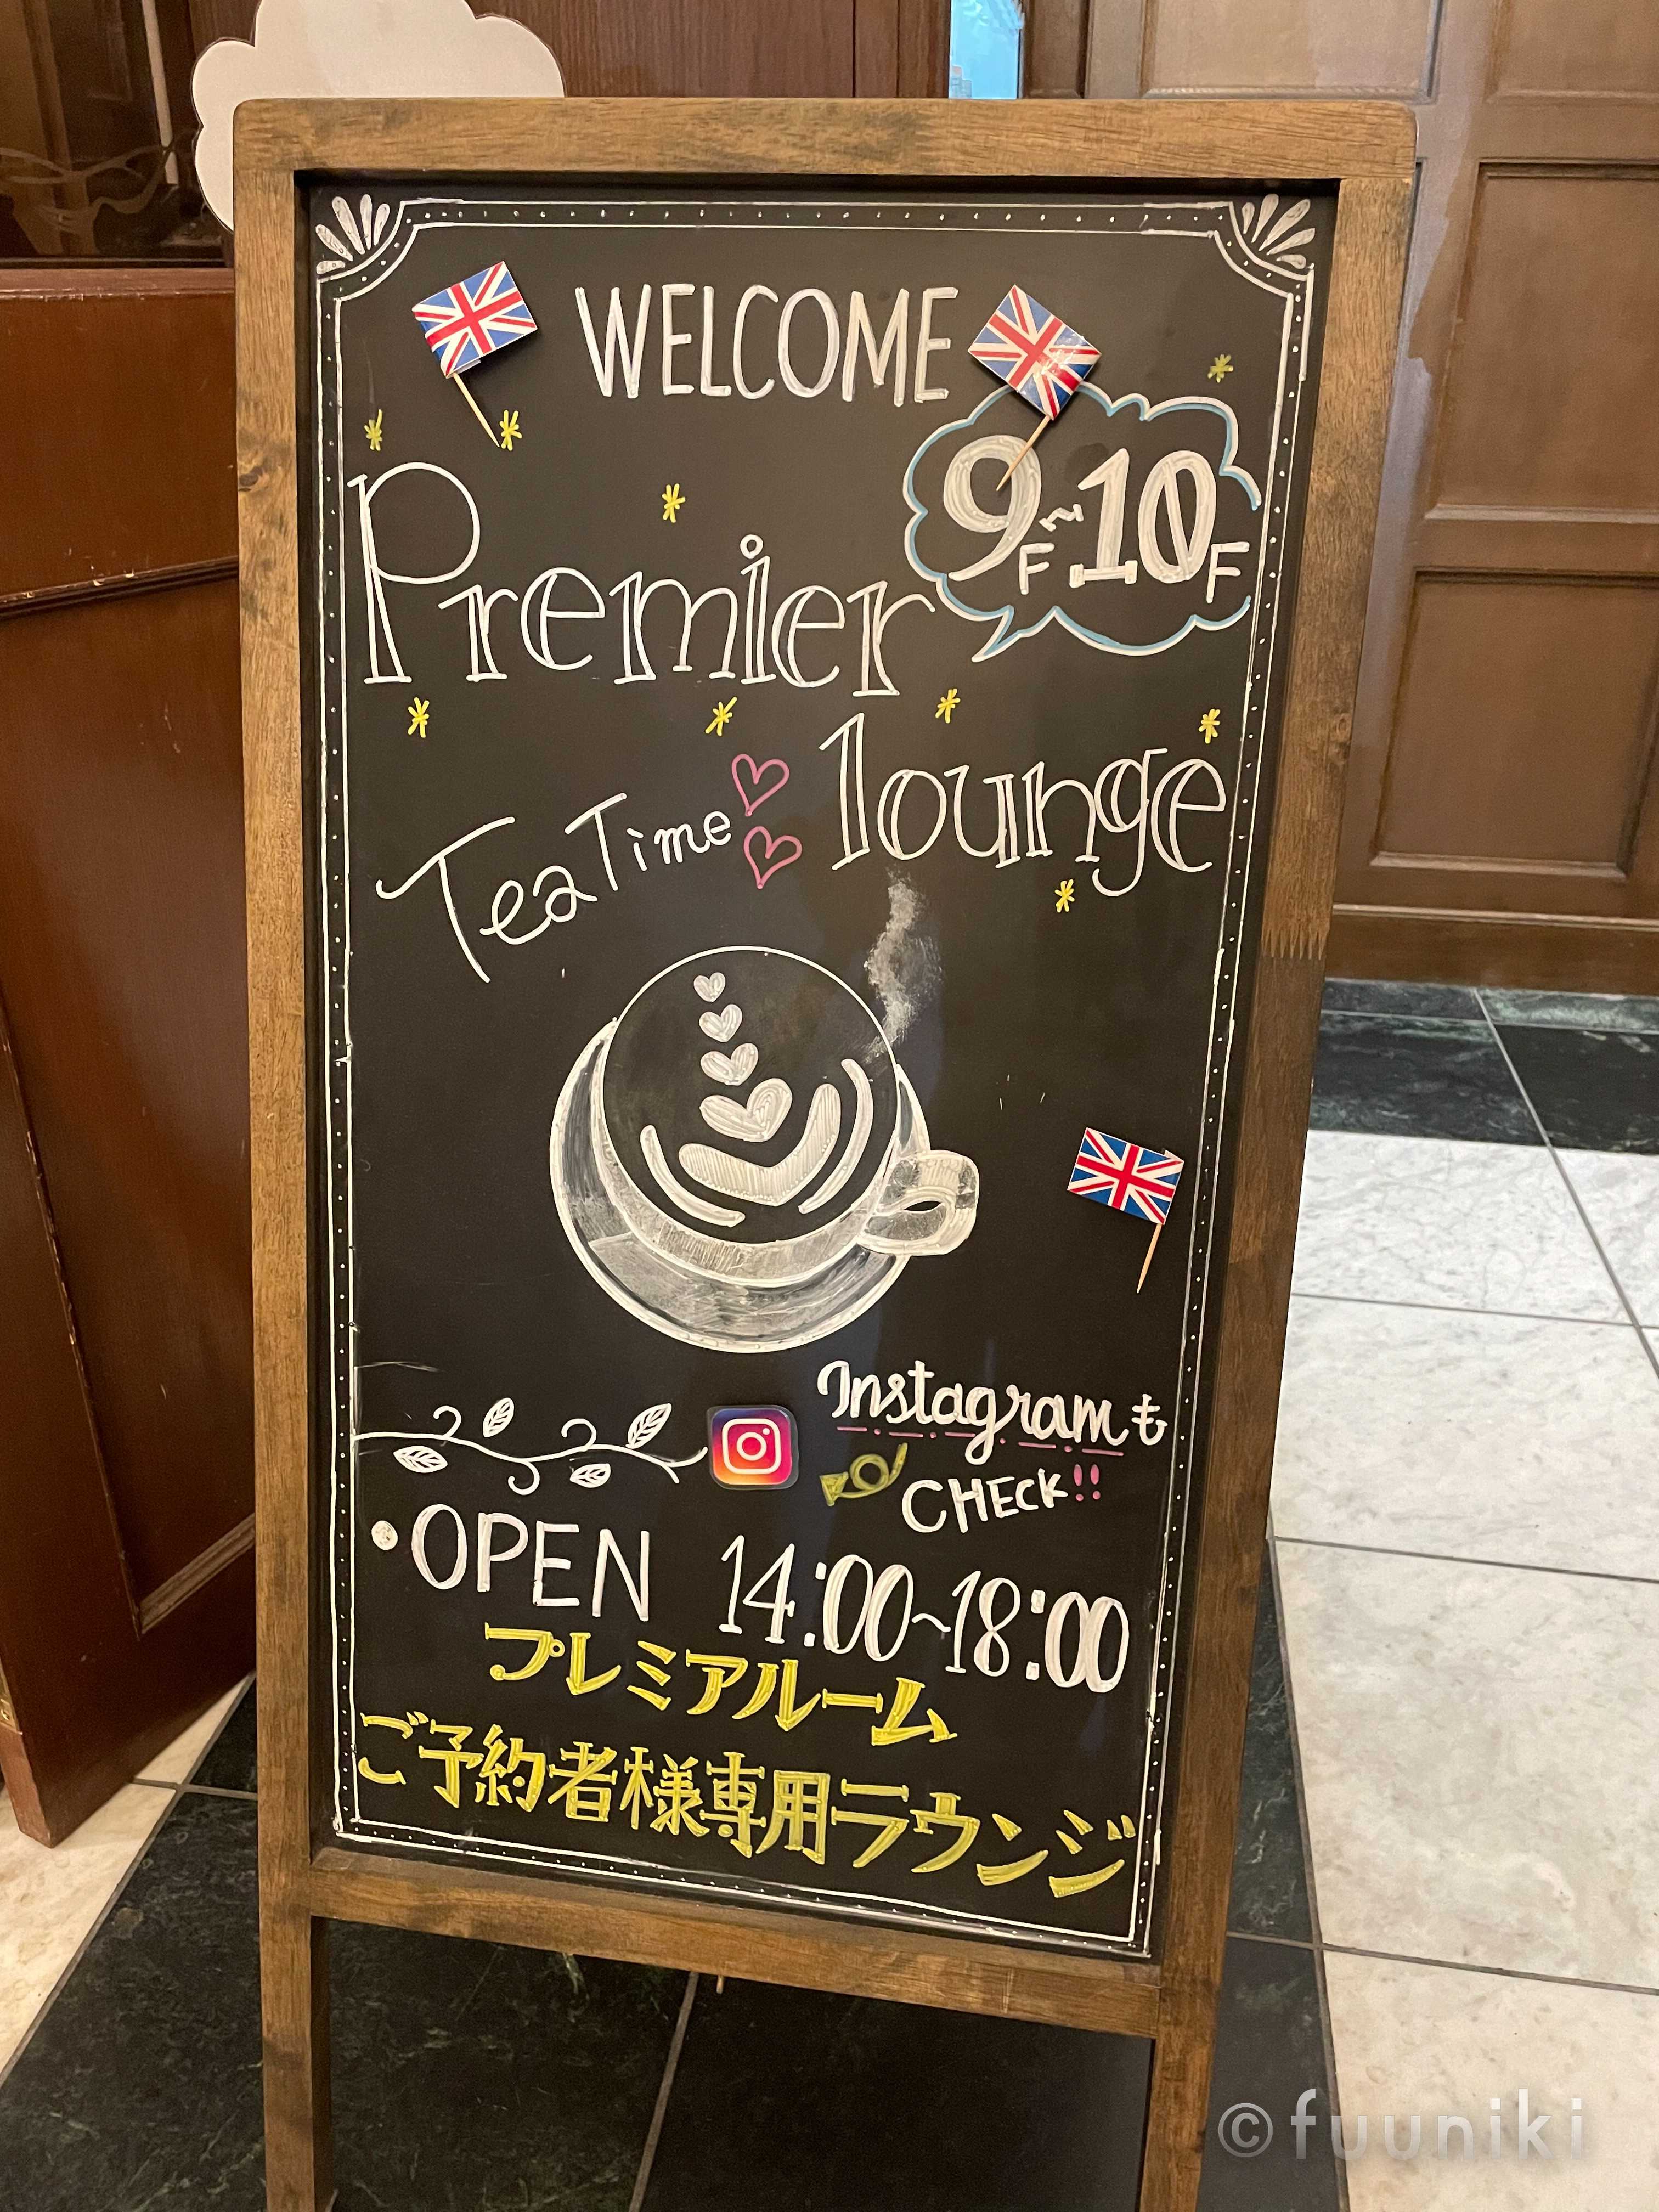 WELCOME
9F~10F
Premier
lounge
Tea Time
Instagramも
CHECK!!
•OPEN 14:00~18:00
プレミアルーム
ご予約者様専用ラウンジ
©fuuniki